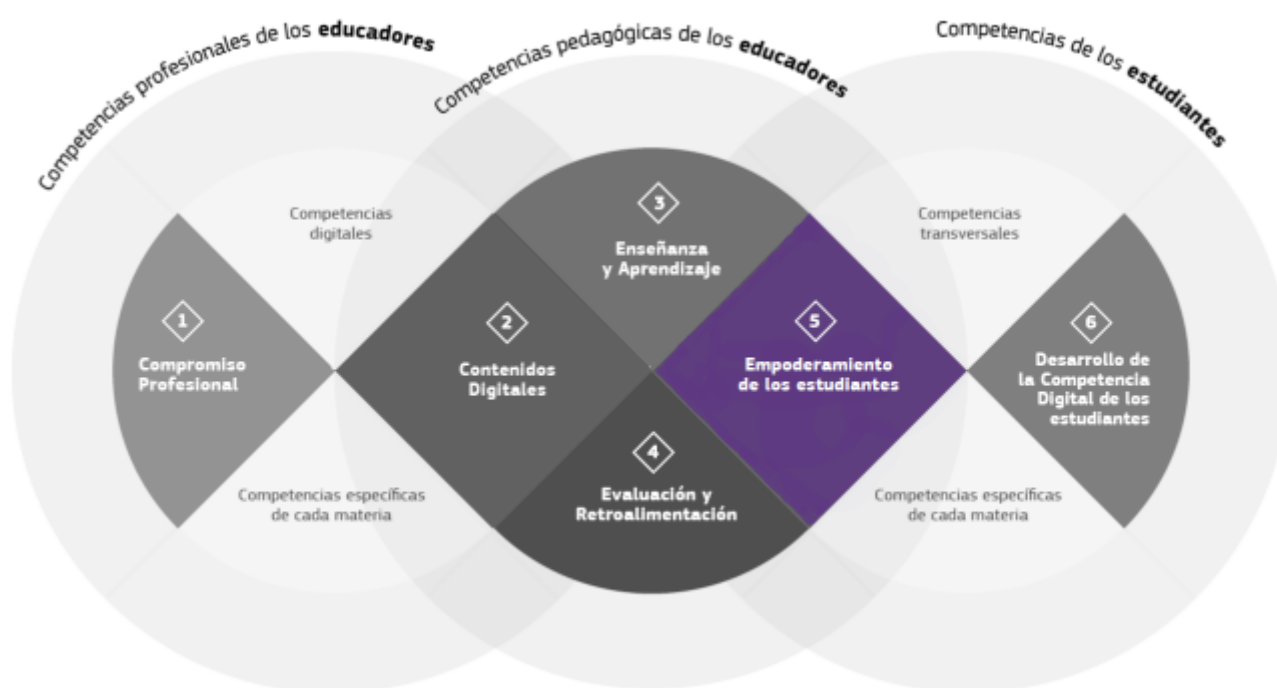 Competencias profesionales de los educadores
Competencias pedagógicas de los educadores
Competencias de los estudiantes
Competencias
digitales
Competencias
transversales
1
Compromiso
Profesional
2
Contenidos
Digitales
3
Enseñanza
y Aprendizaje
4
Evaluación y
Retroalimentación
5
Empoderamiento
de los estudiantes
6
Desarrollo de
la Competencia
Digital de los
estudiantes
Competencias específicas
de cada materia
Competencias específicas
de cada materia